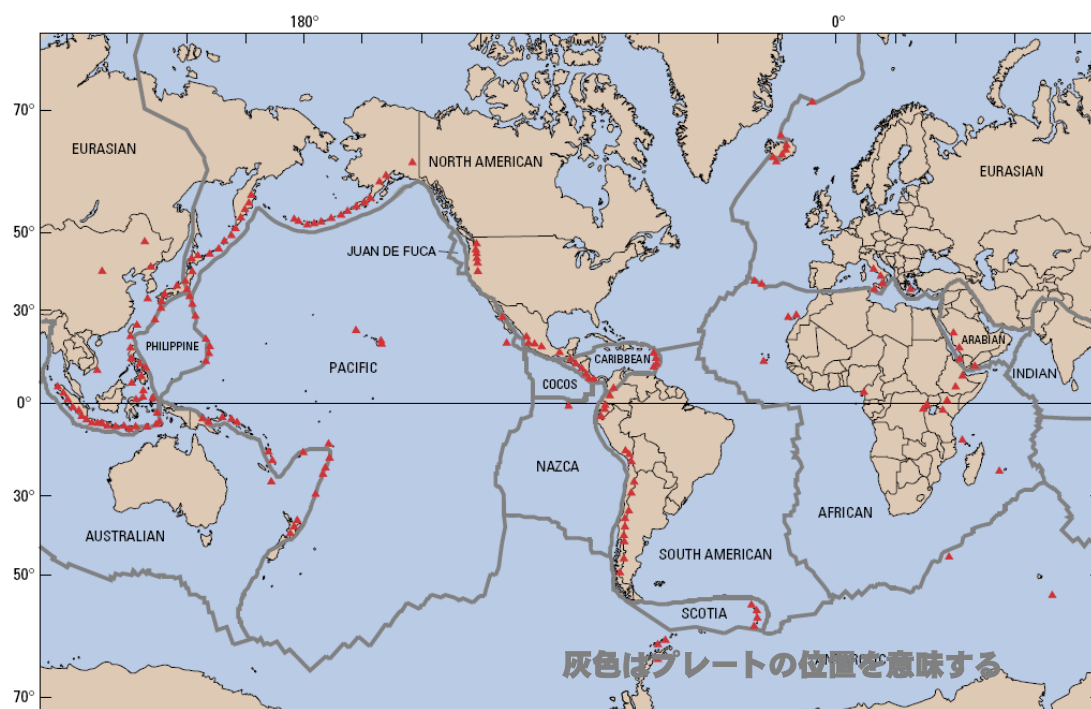 180°
0°
70°
EURASIAN
NORTH AMERICAN
EURASIAN
50°
JUAN DE FUCA
30°
PHILIPPINE
PACIFIC
CARIBBEAN
ARABIAN
COCOS
INDIAN
0°
NAZCA
30°
AFRICAN
AUSTRALIAN
SOUTH AMERICAN
50°
SCOTIA
灰色はプレートの位置を意味する
70°